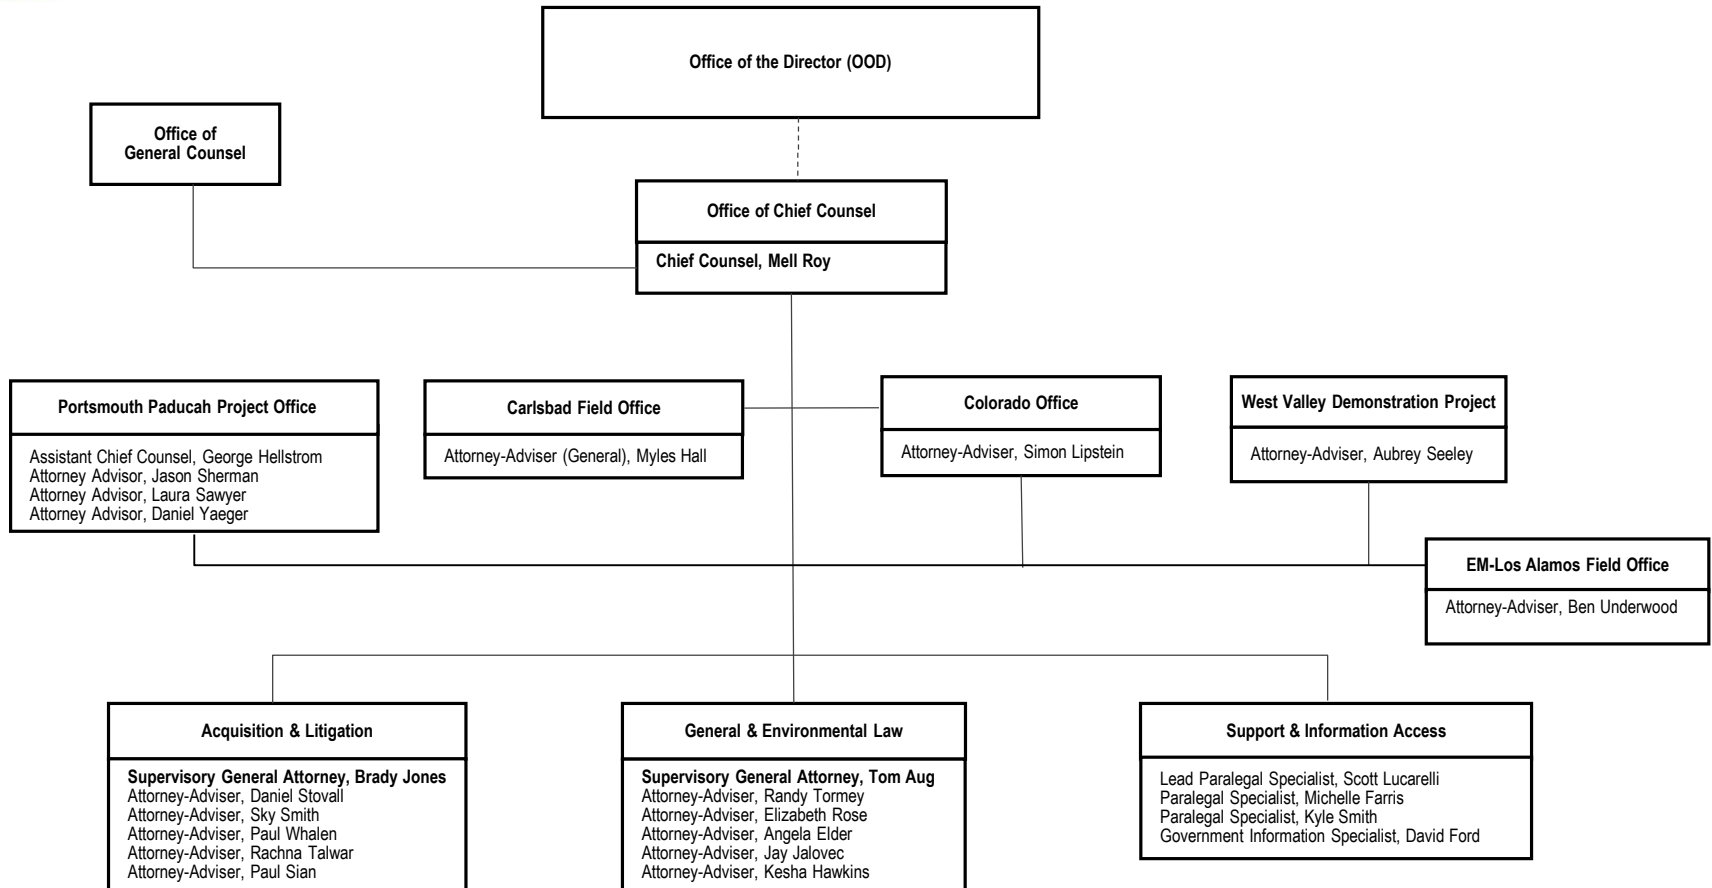 Office of the Director (OOD)
Office of
General Counsel
Office of Chief Counsel
Chief Counsel, Mell Roy
Portsmouth Paducah Project Office
Assistant Chief Counsel, George Hellstrom
Attorney Advisor, Jason Sherman
Attorney Advisor, Laura Sawyer
Attorney Advisor, Daniel Yaeger
Carlsbad Field Office
Attorney-Adviser (General), Myles Hall
Colorado Office
Attorney-Adviser, Simon Lipstein
West Valley Demonstration Project
Attorney-Adviser, Aubrey Seeley
EM-Los Alamos Field Office
Attorney-Adviser, Ben Underwood
Acquisition & Litigation
Supervisory General Attorney, Brady Jones
Attorney-Adviser, Daniel Stovall
Attorney-Adviser, Sky Smith
Attorney-Adviser, Paul Whalen
Attorney-Adviser, Rachna Talwar
Attorney-Adviser, Paul Sian
General & Environmental Law
Supervisory General Attorney, Tom Aug
Attorney-Adviser, Randy Tormey
Attorney-Adviser, Elizabeth Rose
Attorney-Adviser, Angela Elder
Attorney-Adviser, Jay Jalovec
Attorney-Adviser, Kesha Hawkins
Support & Information Access
Lead Paralegal Specialist, Scott Lucarelli
Paralegal Specialist, Michelle Farris
Paralegal Specialist, Kyle Smith
Government Information Specialist, David Ford